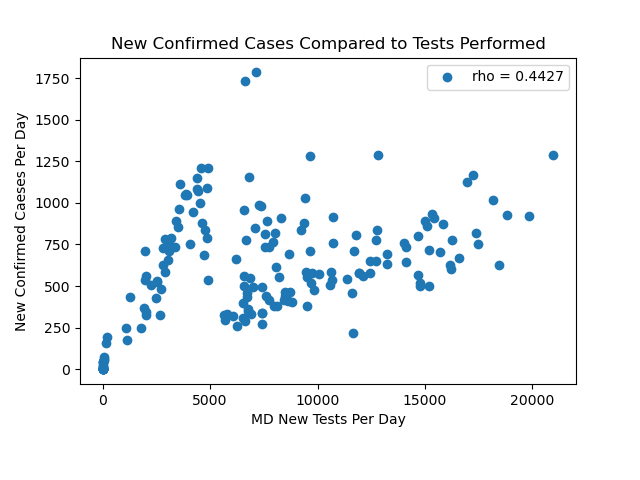 New Confirmed Cases Compared to Tests Performed
rho = 0.4427
1750
1500
1250
1000
750
500
250
0
New Confirmed Caeses Per Day
0 5000 10000 15000 20000
MD New Tests Per Day